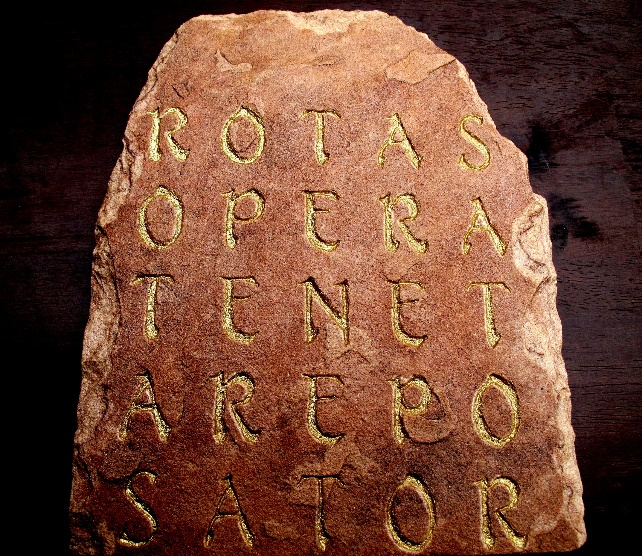 ROTAS
OPERA
TENET
AREPO
SATOR